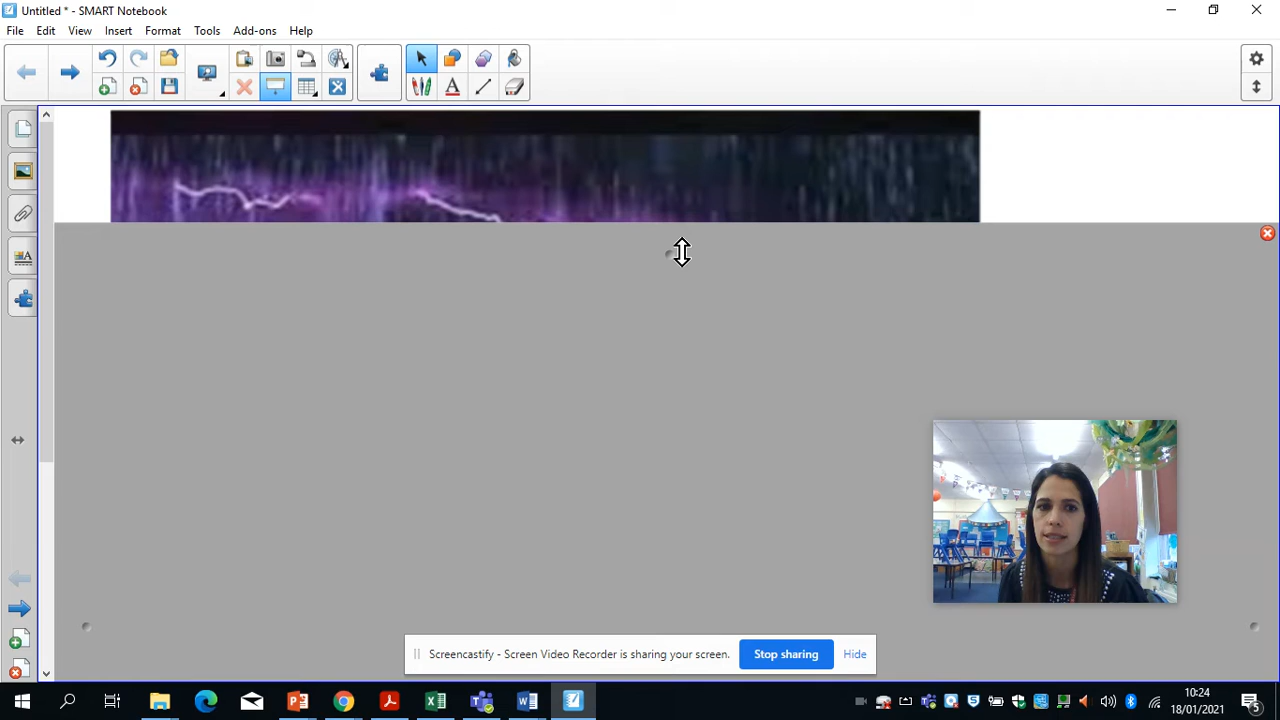 Untitled * - SMART Notebook
File Edit View Insert Format Tools Add-ons Help
Screencastify - Screen Video Recorder is sharing your screen. Stop sharing Hide
10:24
18/01/2021
5